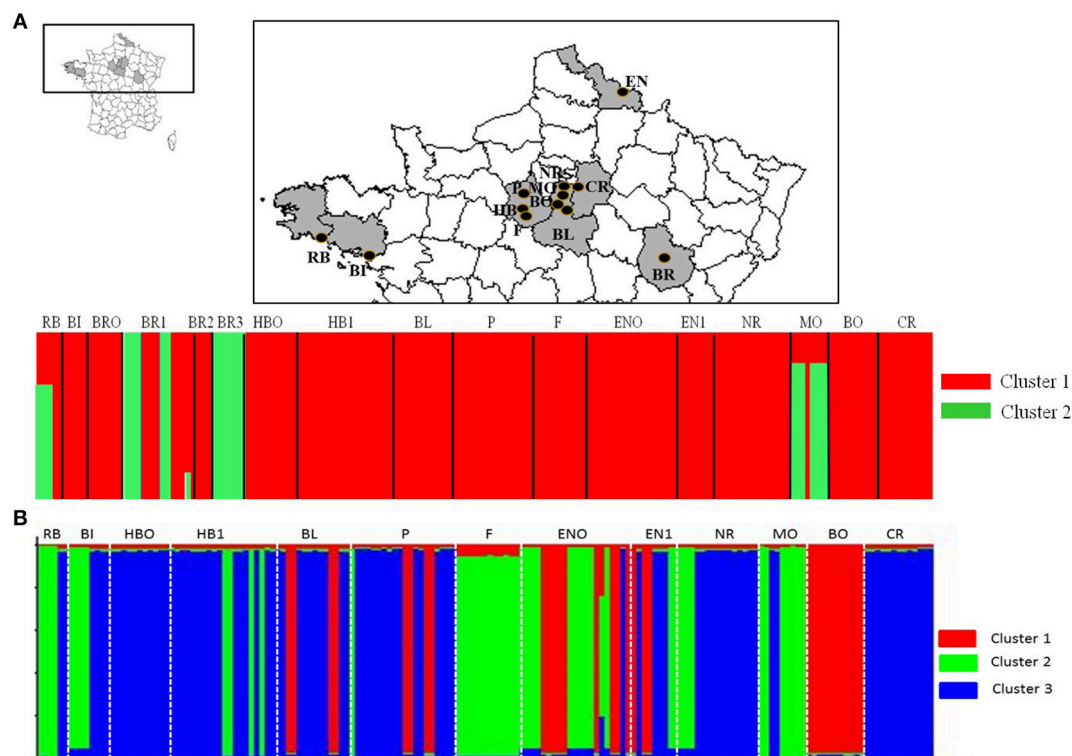 A
EN
NRS
P MO CR
HB BO
F
BL
RB
BI
BR
RB BI BRO BR1 BR2 BR3 HBO HB1 BL P F ENO EN1 NR MO BO CR
Cluster 1
Cluster 2
B
RB BI HBO HB1 BL P F ENO EN1 NR MO BO CR
Cluster 1
Cluster 2
Cluster 3